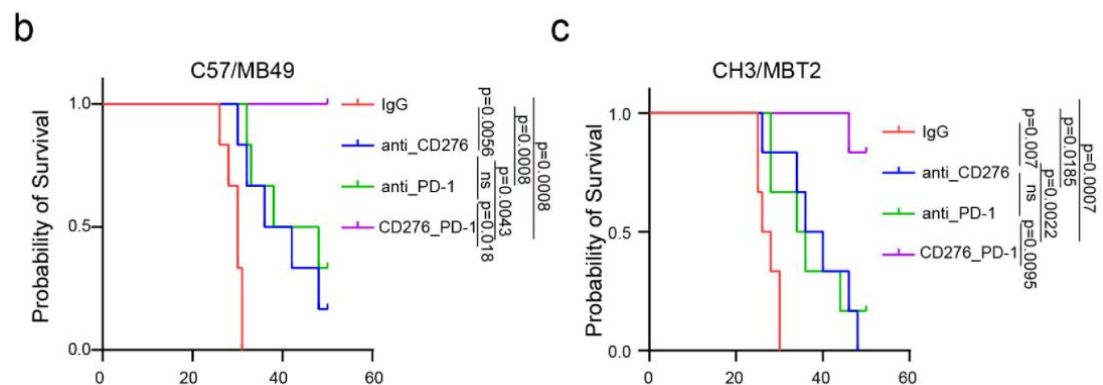 b
C57/MB49
Probability of Survival
1.0
0.5
0.0
0
20
40
60
IgG
anti_CD276
anti_PD-1
CD276_PD-1
p=0.0056
ns
p=0.018
p=0.0008
p=0.0043
p=0.0008
c
CH3/MBT2
Probability of Survival
1.0
0.5
0.0
0
20
40
60
IgG
anti_CD276
anti_PD-1
CD276_PD-1
p=0.007
ns
p=0.0095
p=0.0185
p=0.0022
p=0.0007